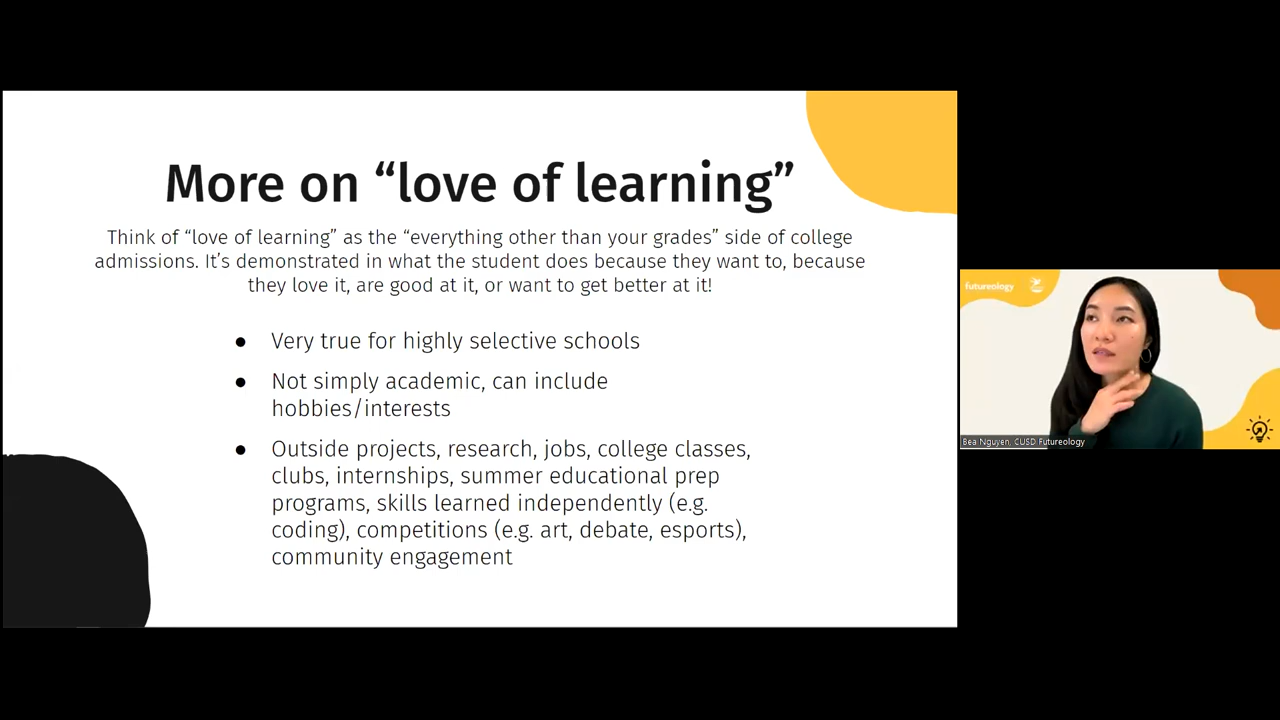 More on “love of learning”
Think of “love of learning” as the “everything other than your grades” side of college
admissions. It’s demonstrated in what the student does because they want to, because
they love it, are good at it, or want to get better at it!
● Very true for highly selective schools
● Not simply academic, can include
hobbies/interests
● Outside projects, research, jobs, college classes,
clubs, internships, summer educational prep
programs, skills learned independently (e.g.
coding), competitions (e.g. art, debate, esports),
community engagement
futureology
Bea Nguyen, CUSD Futureology